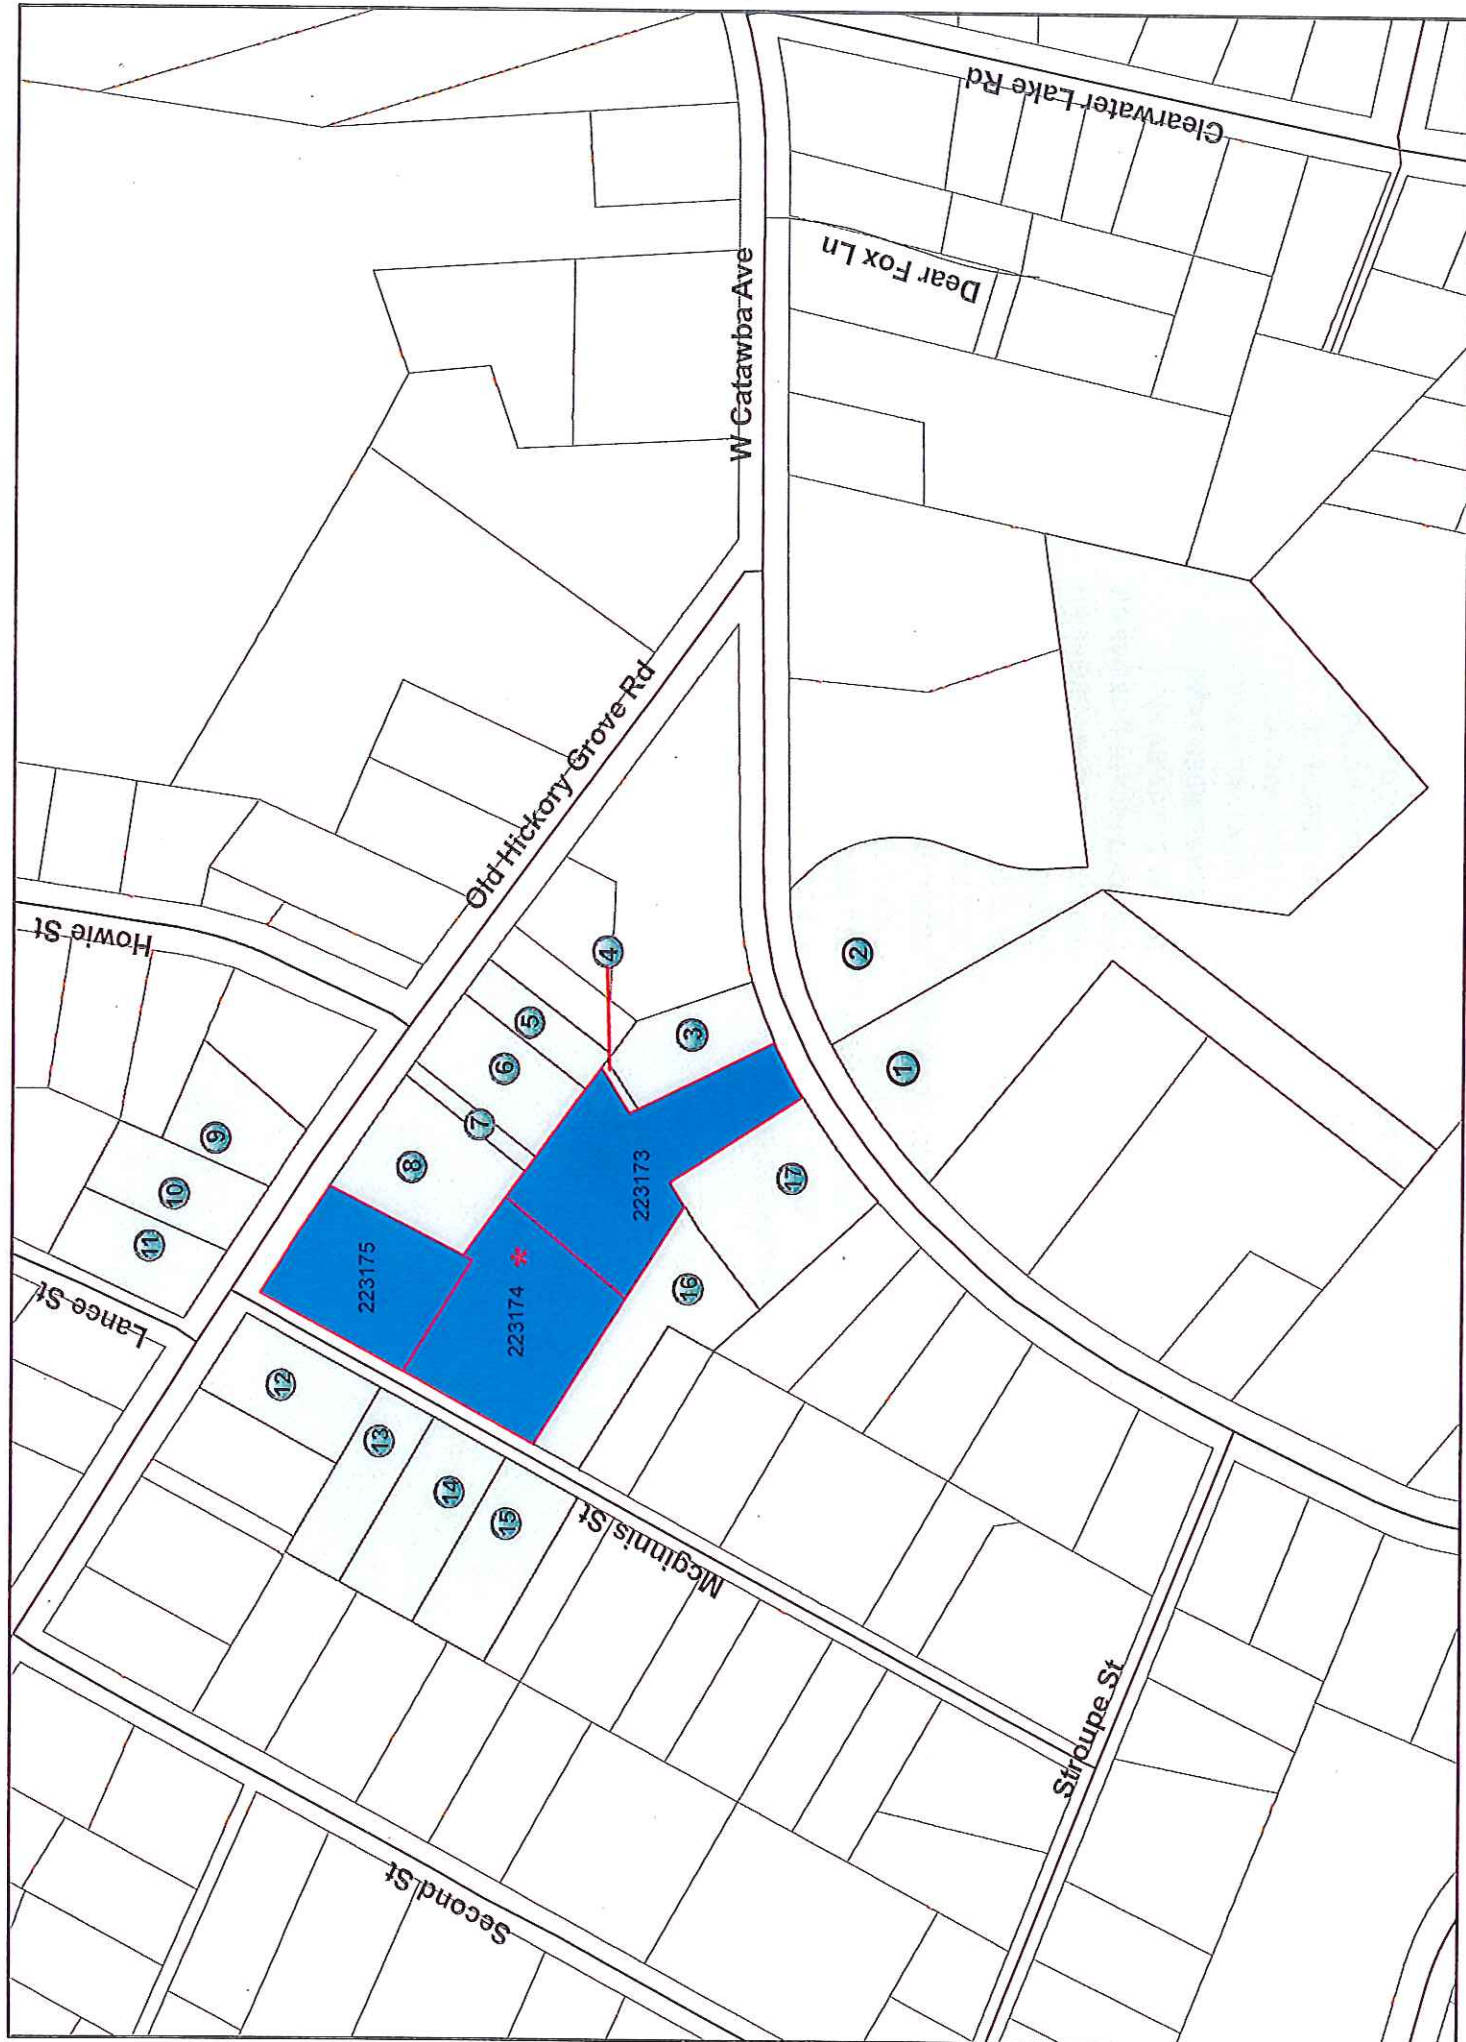 Clearwater Lake Rd
Dear Fox Ln
W Catawba Ave
Old Hickory Grove Rd
Howie St
Lanee St
Mcginnis St
Stroupe St
Second St
223173
223174
*
223175
1
2
3
4
5
6
7
8
9
10
11
12
13
14
15
16
17